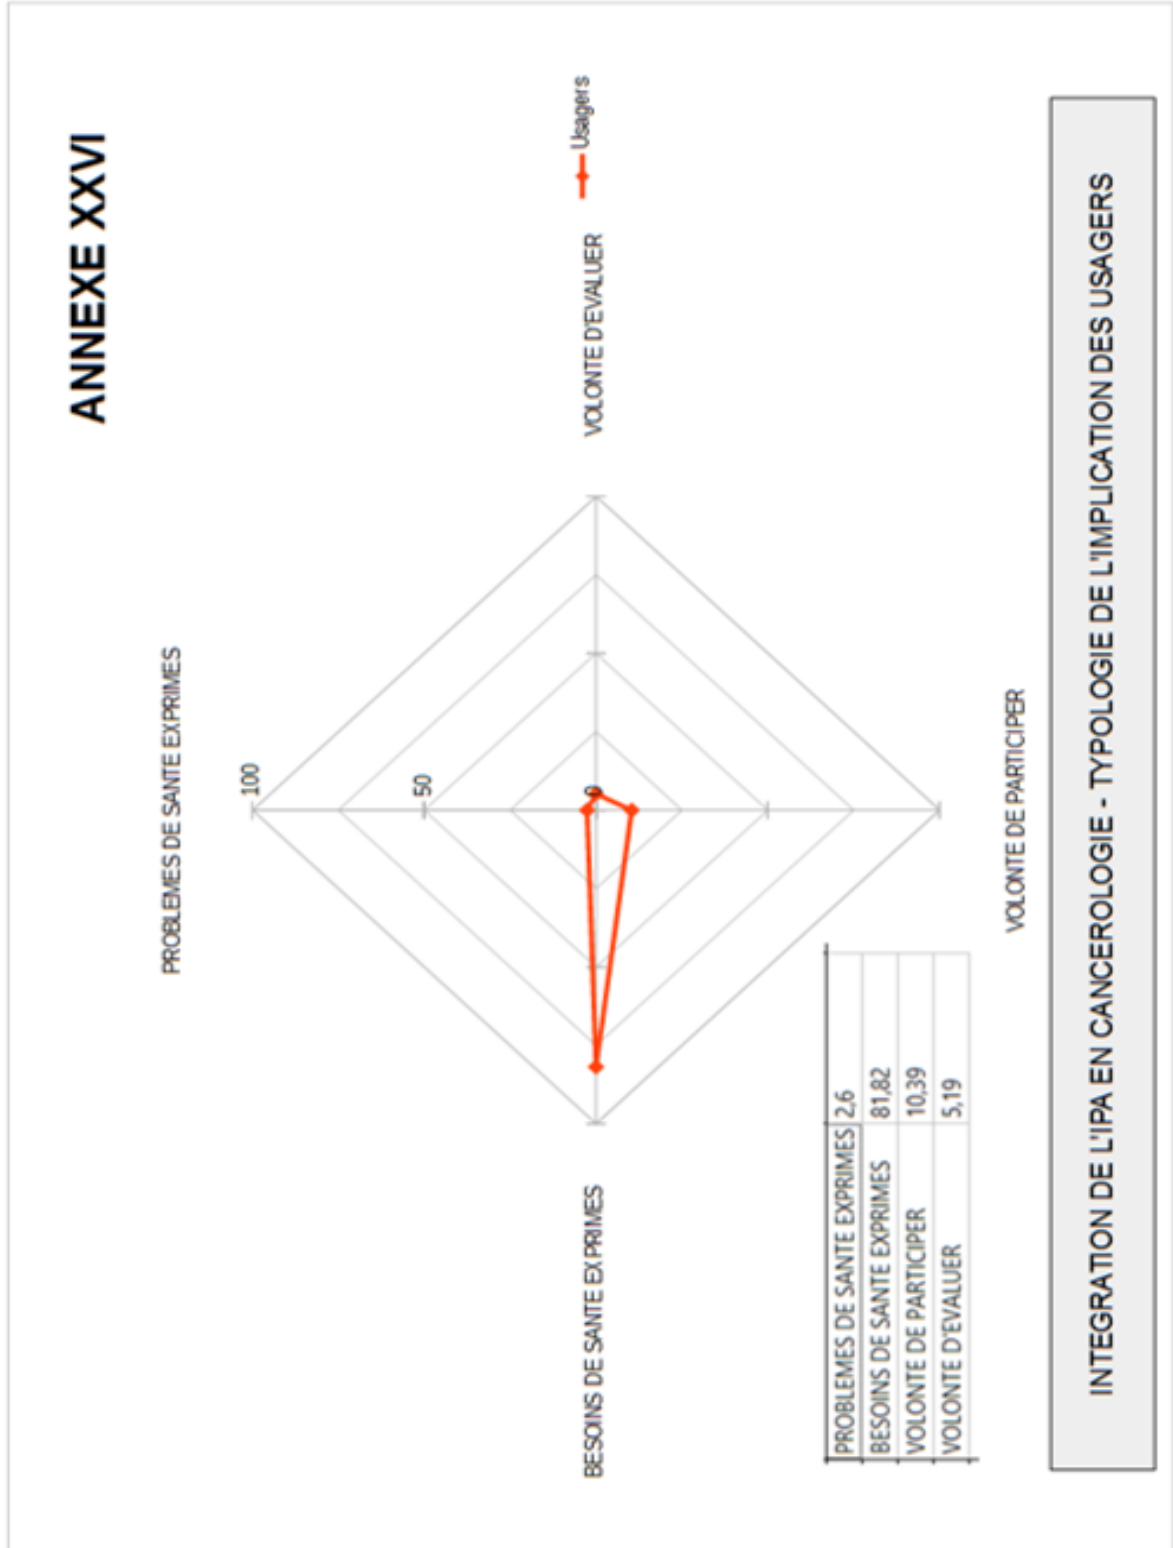 ANNEXE XXVI
PROBLEMES DE SANTE EXPRIMES
100
50
0
BESOINS DE SANTE EXPRIMES
VOLONTE D'EVALUER
Usagers
VOLONTE DE PARTICIPER
PROBLEMES DE SANTE EXPRIMES 2,6
BESOINS DE SANTE EXPRIMES 81,82
VOLONTE DE PARTICIPER 10,39
VOLONTE D'EVALUER 5,19
INTEGRATION DE L'IPA EN CANCEROLOGIE - TYPOLOGIE DE L'IMPLICATION DES USAGERS